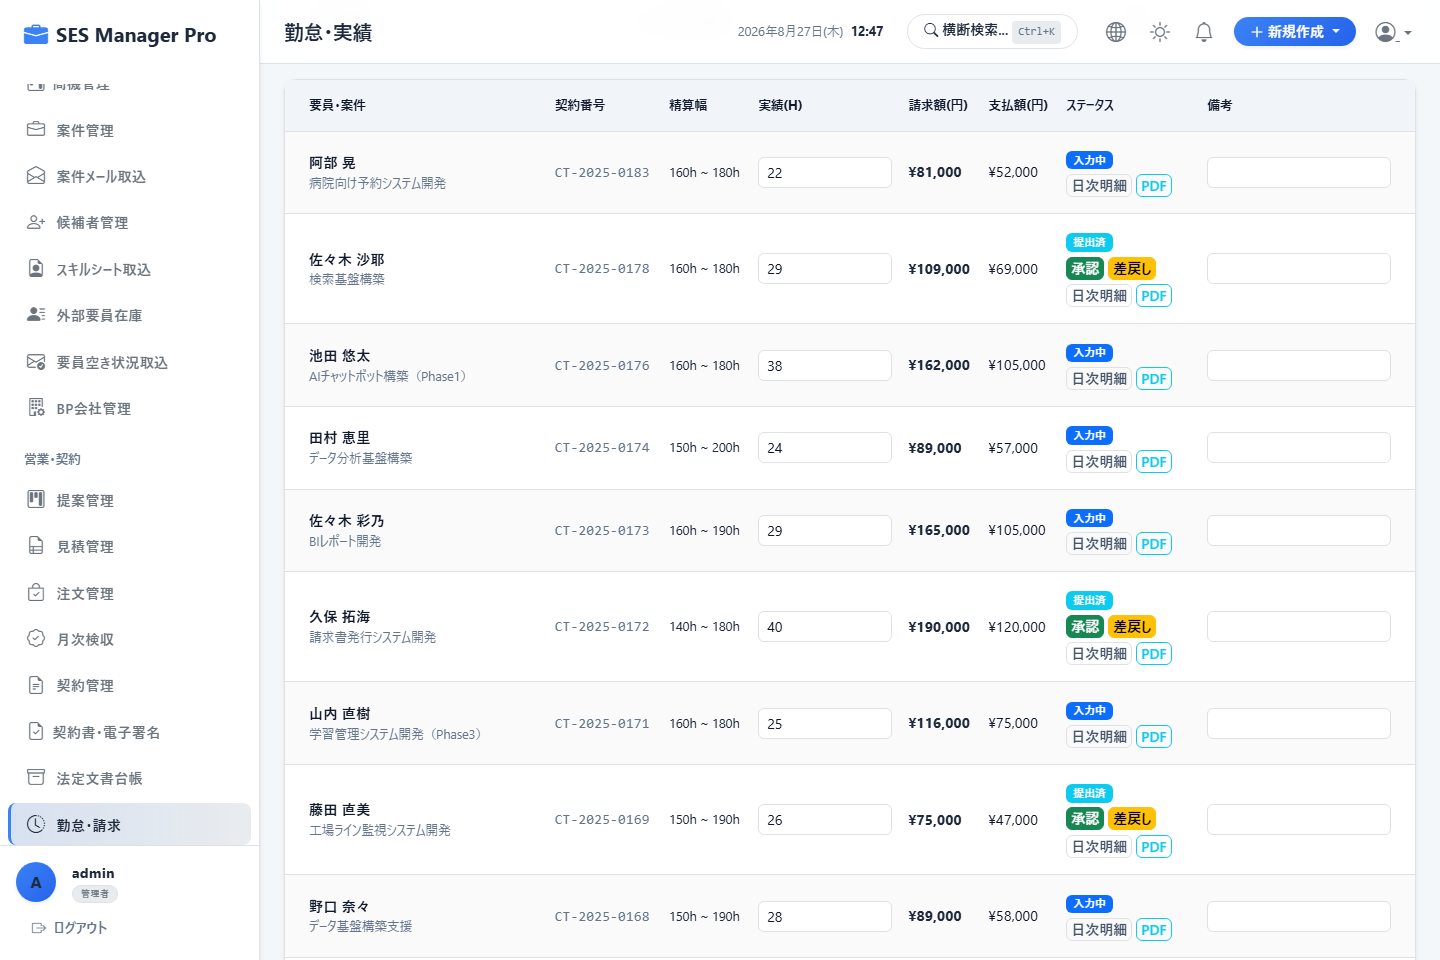 SES Manager Pro
案件管理
案件メール取込
候補者管理
スキルシート取込
外部要員在庫
要員空き状況取込
BP会社管理
営業・契約
提案管理
見積管理
注文管理
月次検収
契約管理
契約書・電子署名
法定文書台帳
勤怠・請求
A
admin
管理者
ログアウト
勤怠・実績
2026年8月27日(木) 12:47
横断検索... Ctrl+K
新規作成
要員・案件 契約番号 精算幅 実績(H) 請求額(円) 支払額(円) ステータス 備考
阿部 晃
病院向け予約システム開発
CT-2025-0183 160h ~ 180h 22 ¥81,000 ¥52,000
入力中
日次明細 PDF
佐々木 沙耶
検索基盤構築
CT-2025-0178 160h ~ 180h 29 ¥109,000 ¥69,000
提出済
承認 差戻し
日次明細 PDF
池田 悠太
AIチャットボット構築（Phase1）
CT-2025-0176 160h ~ 180h 38 ¥162,000 ¥105,000
入力中
日次明細 PDF
田村 恵里
データ分析基盤構築
CT-2025-0174 150h ~ 200h 24 ¥89,000 ¥57,000
入力中
日次明細 PDF
佐々木 彩乃
BIレポート開発
CT-2025-0173 160h ~ 190h 29 ¥165,000 ¥105,000
入力中
日次明細 PDF
久保 拓海
請求書発行システム開発
CT-2025-0172 140h ~ 180h 40 ¥190,000 ¥120,000
提出済
承認 差戻し
日次明細 PDF
山内 直樹
学習管理システム開発（Phase3）
CT-2025-0171 160h ~ 180h 25 ¥116,000 ¥75,000
入力中
日次明細 PDF
藤田 直美
工場ライン監視システム開発
CT-2025-0169 150h ~ 190h 26 ¥75,000 ¥47,000
提出済
承認 差戻し
日次明細 PDF
野口 奈々
データ基盤構築支援
CT-2025-0168 150h ~ 190h 28 ¥89,000 ¥58,000
入力中
日次明細 PDF